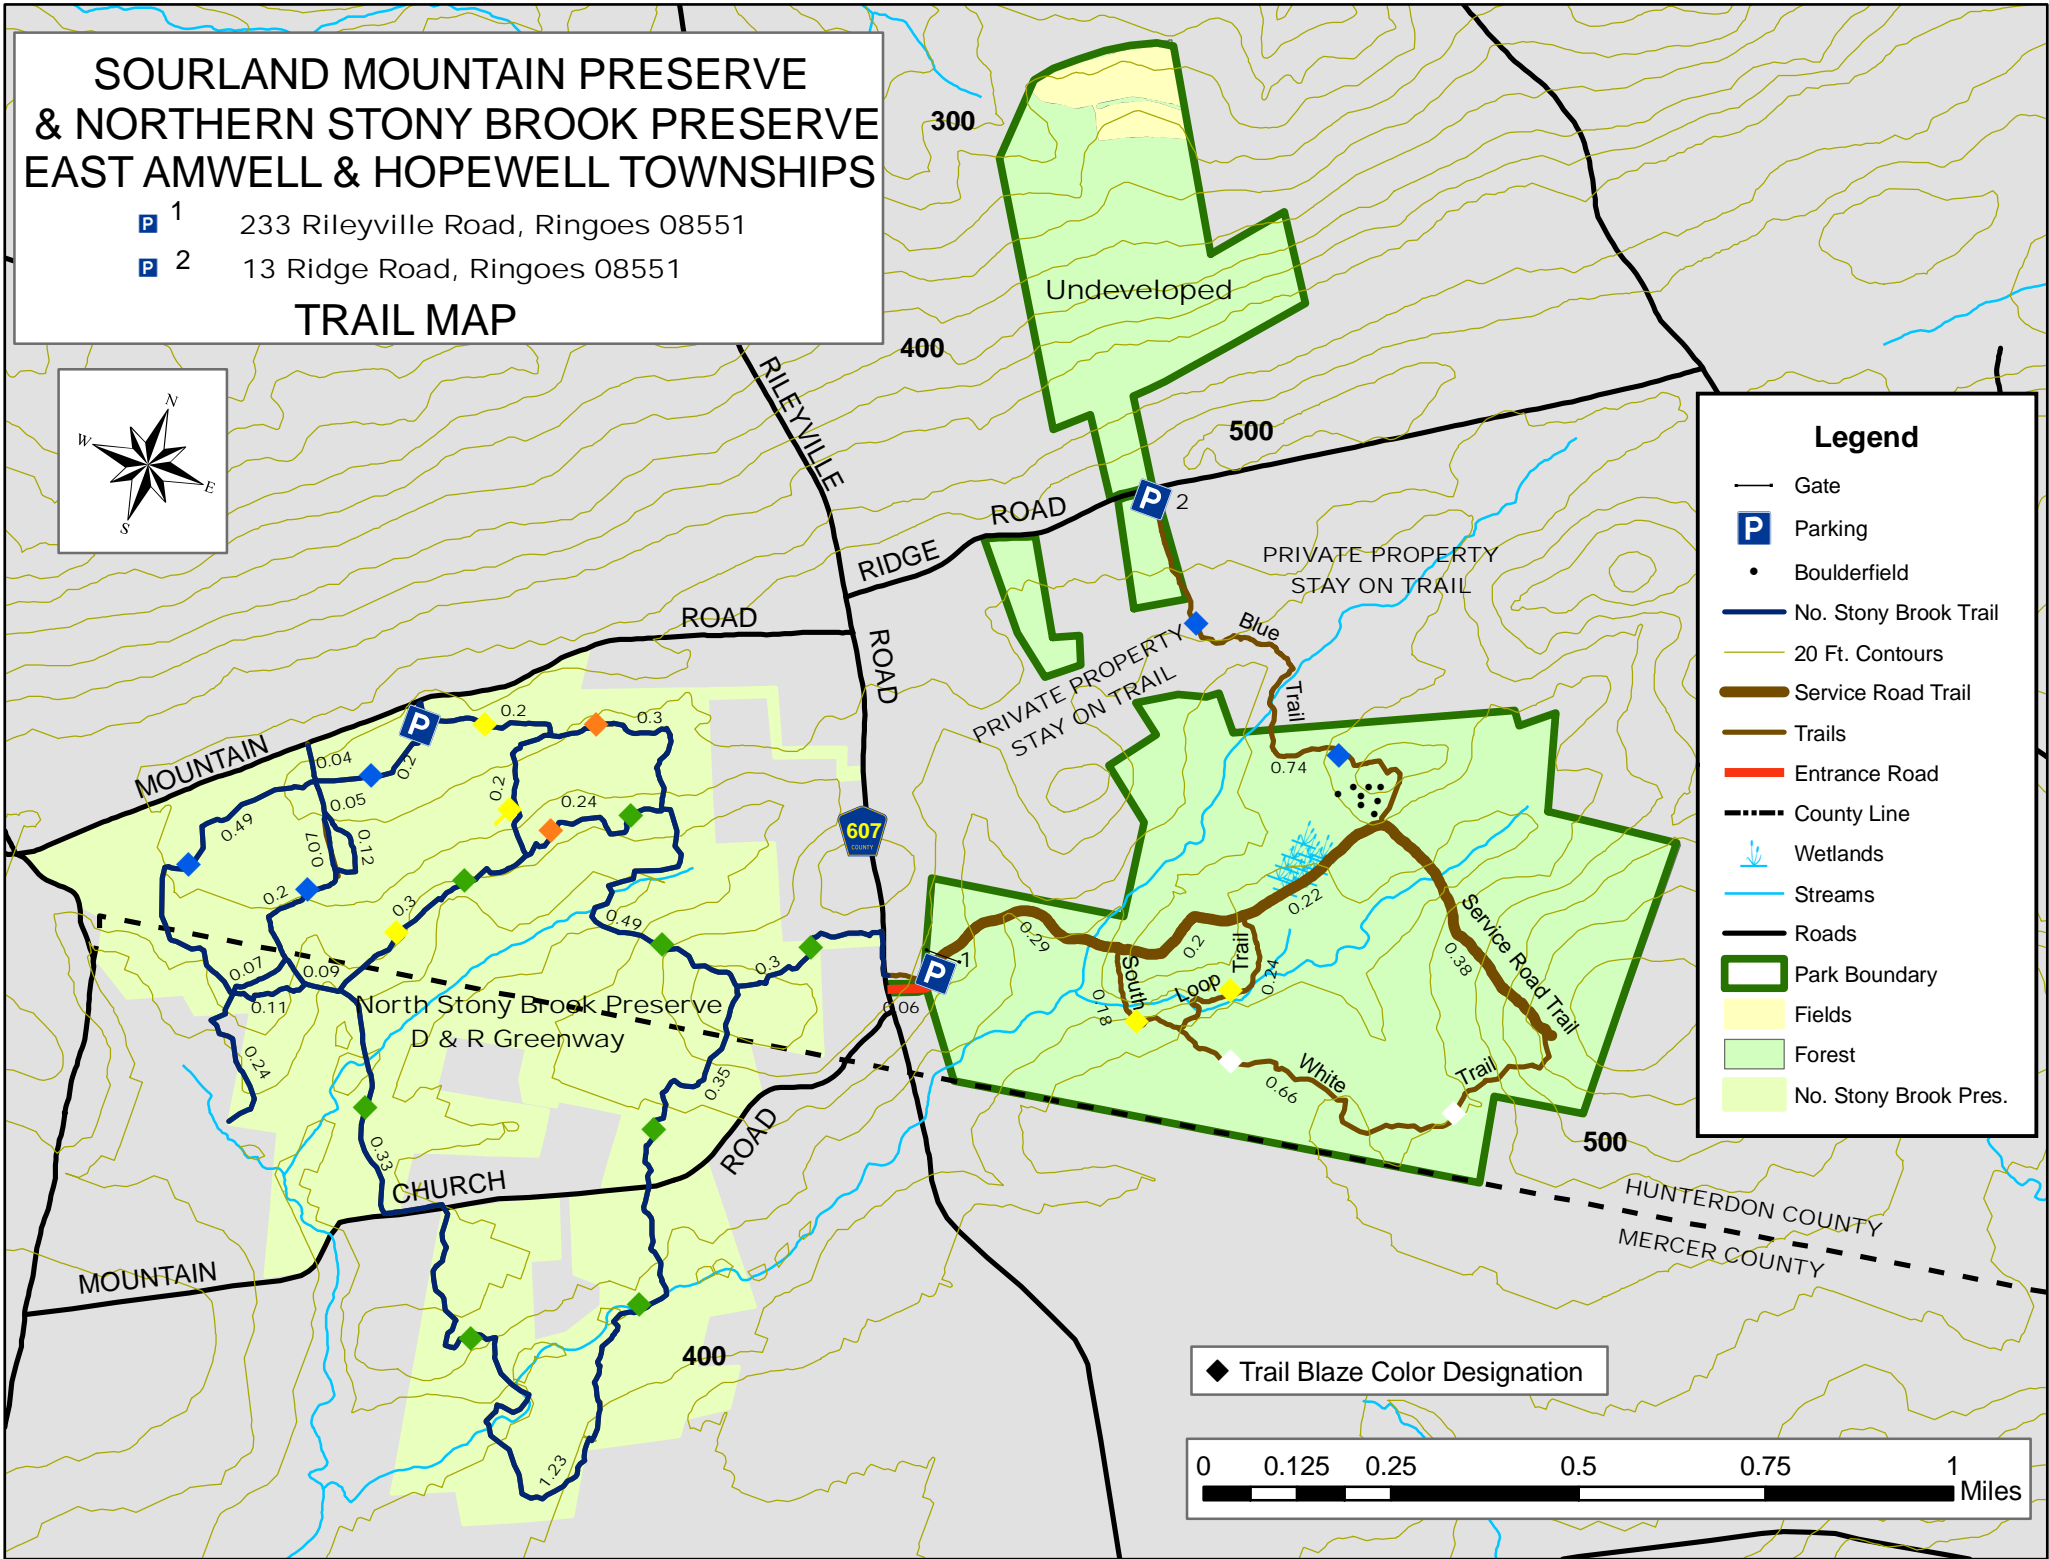 SOURLAND MOUNTAIN PRESERVE
& NORTHERN STONY BROOK PRESERVE
EAST AMWELL & HOPEWELL TOWNSHIPS
P 1 233 Rileyville Road, Ringoes 08551
P 2 13 Ridge Road, Ringoes 08551
TRAIL MAP
N
W
E
S
300
400
500
Undeveloped
RILEYVILLE
ROAD
RIDGE
ROAD
P 2
PRIVATE PROPERTY
STAY ON TRAIL
PRIVATE PROPERTY
STAY ON TRAIL
Blue
Trail
0.74
MOUNTAIN
ROAD
P
0.2
0.3
0.04
0.2
0.05
0.2
0.24
0.49
0.07
0.12
0.2
0.3
0.49
0.07
0.09
0.11
0.3
0.24
North Stony Brook Preserve
D & R Greenway
0.35
0.33
607
COUNTY
P 1
0.06
0.29
0.2
0.22
South
Loop
Trail
0.24
0.18
Service Road Trail
0.38
White
Trail
0.66
CHURCH
ROAD
MOUNTAIN
1.23
400
500
HUNTERDON COUNTY
MERCER COUNTY
Legend
Gate
P Parking
Boulderfield
No. Stony Brook Trail
20 Ft. Contours
Service Road Trail
Trails
Entrance Road
County Line
Wetlands
Streams
Roads
Park Boundary
Fields
Forest
No. Stony Brook Pres.
Trail Blaze Color Designation
0 0.125 0.25 0.5 0.75 1
Miles